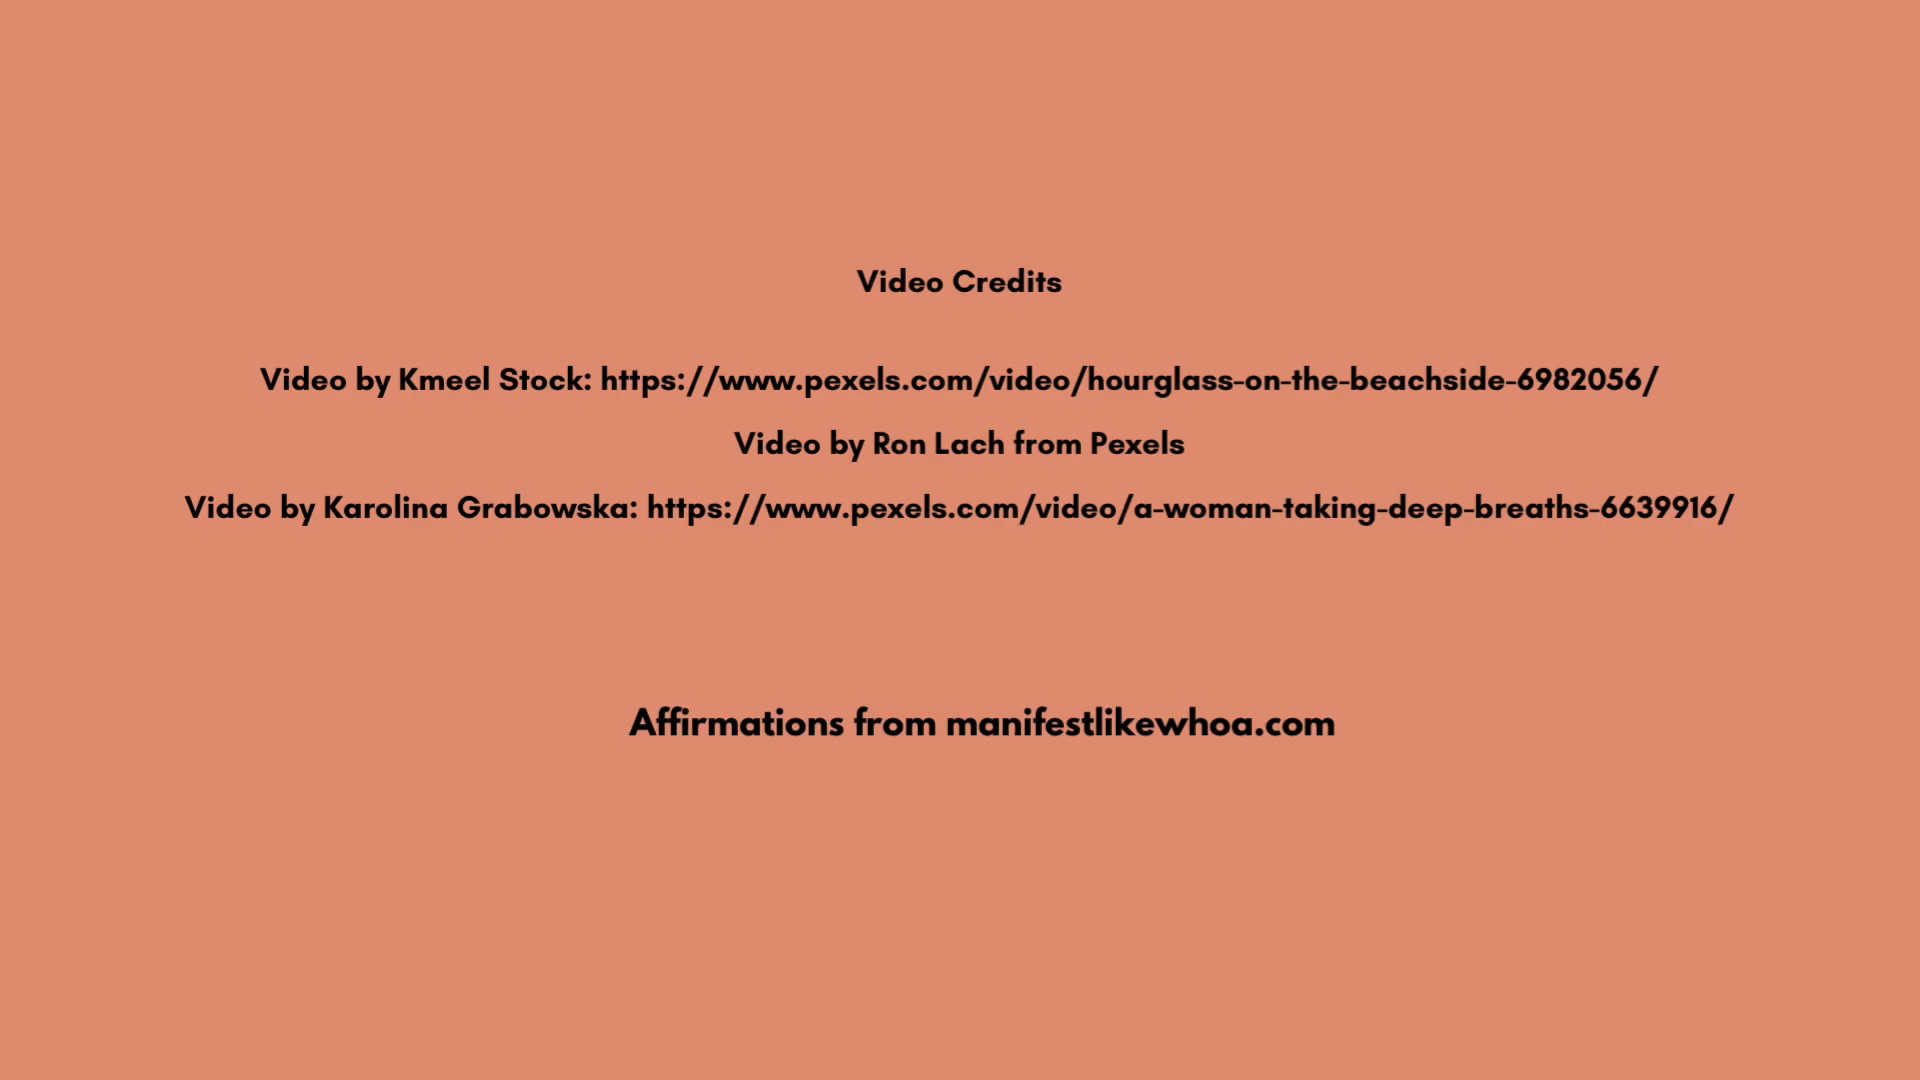 Video Credits
Video by Kmeel Stock: https://www.pexels.com/video/hourglass-on-the-beachside-6982056/
Video by Ron Lach from Pexels
Video by Karolina Grabowska: https://www.pexels.com/video/a-woman-taking-deep-breaths-6639916/
Affirmations from manifestlikewhoa.com